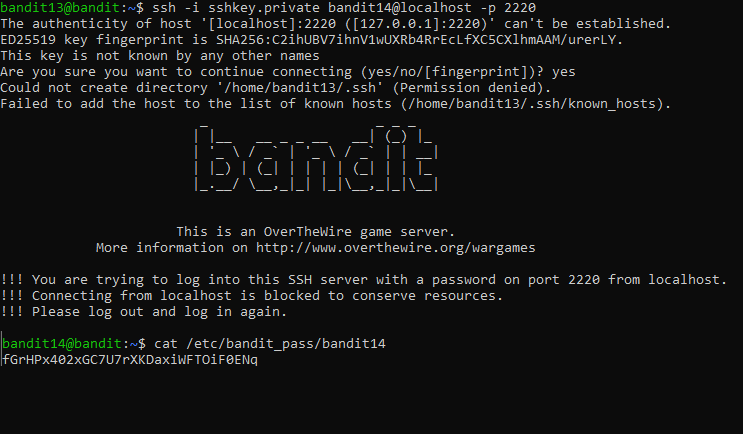 bandit13@bandit:~$ ssh -i sshkey.private bandit14@localhost -p 2220
The authenticity of host '[localhost]:2220 ([127.0.0.1]:2220)' can't be established.
ED25519 key fingerprint is SHA256:C2ihUBV7ihnV1wUXRb4RrEcLfXC5CXlhmAAM/urerLY.
This key is not known by any other names
Are you sure you want to continue connecting (yes/no/[fingerprint])? yes
Could not create directory '/home/bandit13/.ssh' (Permission denied).
Failed to add the host to the list of known hosts (/home/bandit13/.ssh/known_hosts).
bandit
This is an OverTheWire game server.
More information on http://www.overthewire.org/wargames
!!! You are trying to log into this SSH server with a password on port 2220 from localhost.
!!! Connecting from localhost is blocked to conserve resources.
!!! Please log out and log in again.
bandit14@bandit:~$ cat /etc/bandit_pass/bandit14
fGrHPx402xGC7U7rXKDaxiWFTOiF0ENq